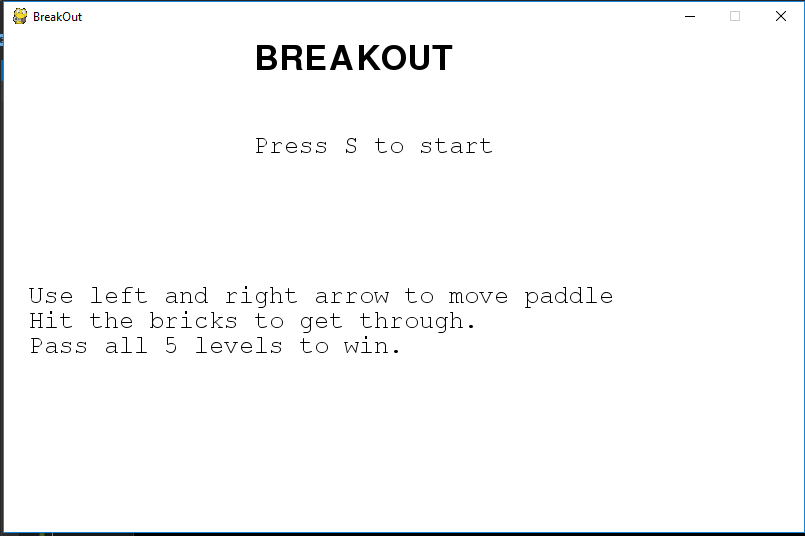 BreakOut
BREAKOUT
Press S to start
Use left and right arrow to move paddle
Hit the bricks to get through.
Pass all 5 levels to win.